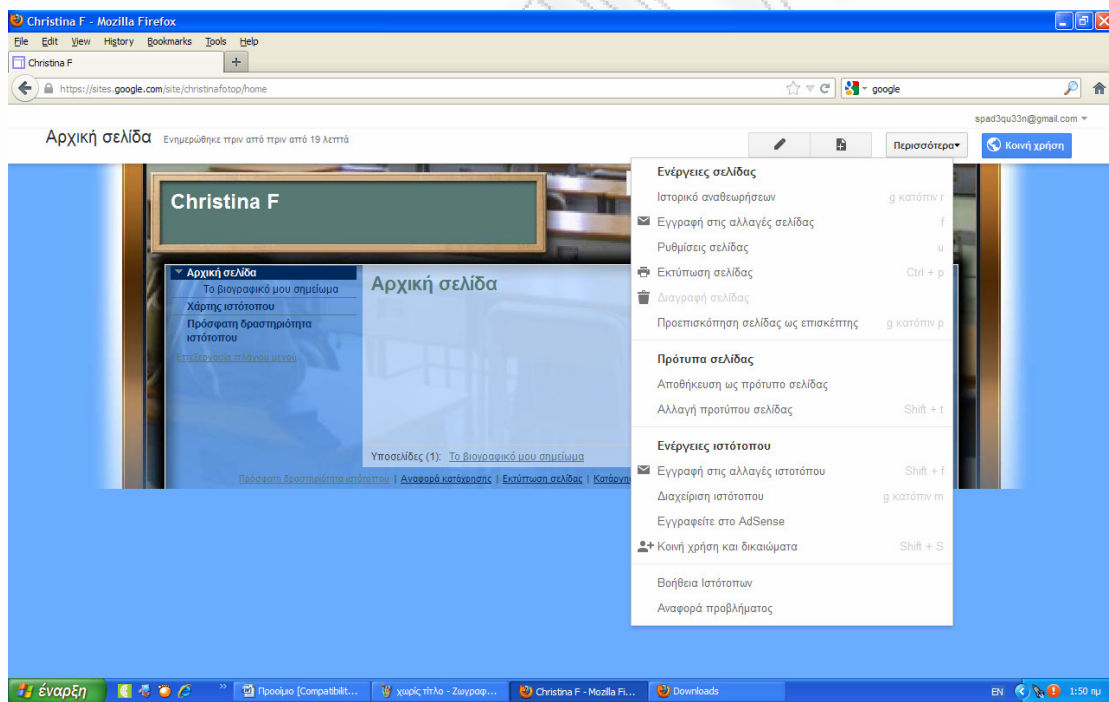 Christina F - Mozilla Firefox
File Edit View History Bookmarks Tools Help
Christina F
https://sites.google.com/site/christinafotop/home
google
spad3qu33n@gmail.com
Αρχική σελίδα Ενημερώθηκε πριν από πριν από 19 λεπτά
Περισσότερα
Κοινή χρήση
Christina F
Αρχική σελίδα
Το βιογραφικό μου σημείωμα
Χάρτης ιστότοπου
Πρόσφατη δραστηριότητα
ιστότοπου
Επεξεργασία πλάγιου μενού
Αρχική σελίδα
Υποσελίδες (1): Το βιογραφικό μου σημείωμα
Πρόσφατη δραστηριότητα ιστότοπου | Αναφορά κατάχρησης | Εκτύπωση σελίδας | Κατάργησ
Ενέργειες σελίδας
Ιστορικό αναθεωρήσεων g κατόπιν r
Εγγραφή στις αλλαγές σελίδας f
Ρυθμίσεις σελίδας u
Εκτύπωση σελίδας Ctrl + p
Διαγραφή σελίδας
Προεπισκόπηση σελίδας ως επισκέπτης g κατόπιν p
Πρότυπα σελίδας
Αποθήκευση ως πρότυπο σελίδας
Αλλαγή προτύπου σελίδας Shift + t
Ενέργειες ιστότοπου
Εγγραφή στις αλλαγές ιστοτόπου Shift + f
Διαχείριση ιστότοπου g κατόπιν m
Εγγραφείτε στο AdSense
Κοινή χρήση και δικαιώματα Shift + S
Βοήθεια Ιστότοπων
Αναφορά προβλήματος
έναρξη
Προοίμιο [Compatibilit...
χωρίς τίτλο - Ζωγραφ...
Christina F - Mozilla Fi...
Downloads
EN
1:50 πμ